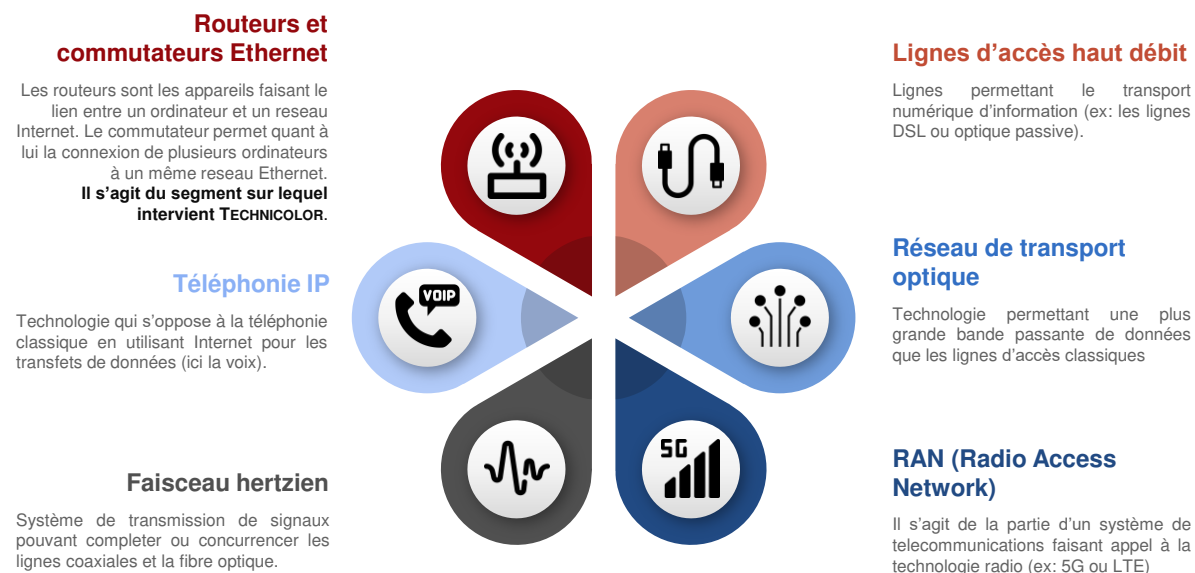 Routeurs et
commutateurs Ethernet
Les routeurs sont les appareils faisant le
lien entre un ordinateur et un reseau
Internet. Le commutateur permet quant à
lui la connexion de plusieurs ordinateurs
à un même reseau Ethernet.
Il s'agit du segment sur lequel
intervient TECHNICOLOR.
Téléphonie IP
Technologie qui s'oppose à la téléphonie
classique en utilisant Internet pour les
transfets de données (ici la voix).
Faisceau hertzien
Système de transmission de signaux
pouvant completer ou concurrencer les
lignes coaxiales et la fibre optique.
VOIP
5G
Lignes d'accès haut débit
Lignes permettant le transport
numérique d'information (ex: les lignes
DSL ou optique passive).
Réseau de transport
optique
Technologie permettant une plus
grande bande passante de données
que les lignes d'accès classiques
RAN (Radio Access
Network)
Il s'agit de la partie d'un système de
telecommunications faisant appel à la
technologie radio (ex: 5G ou LTE)